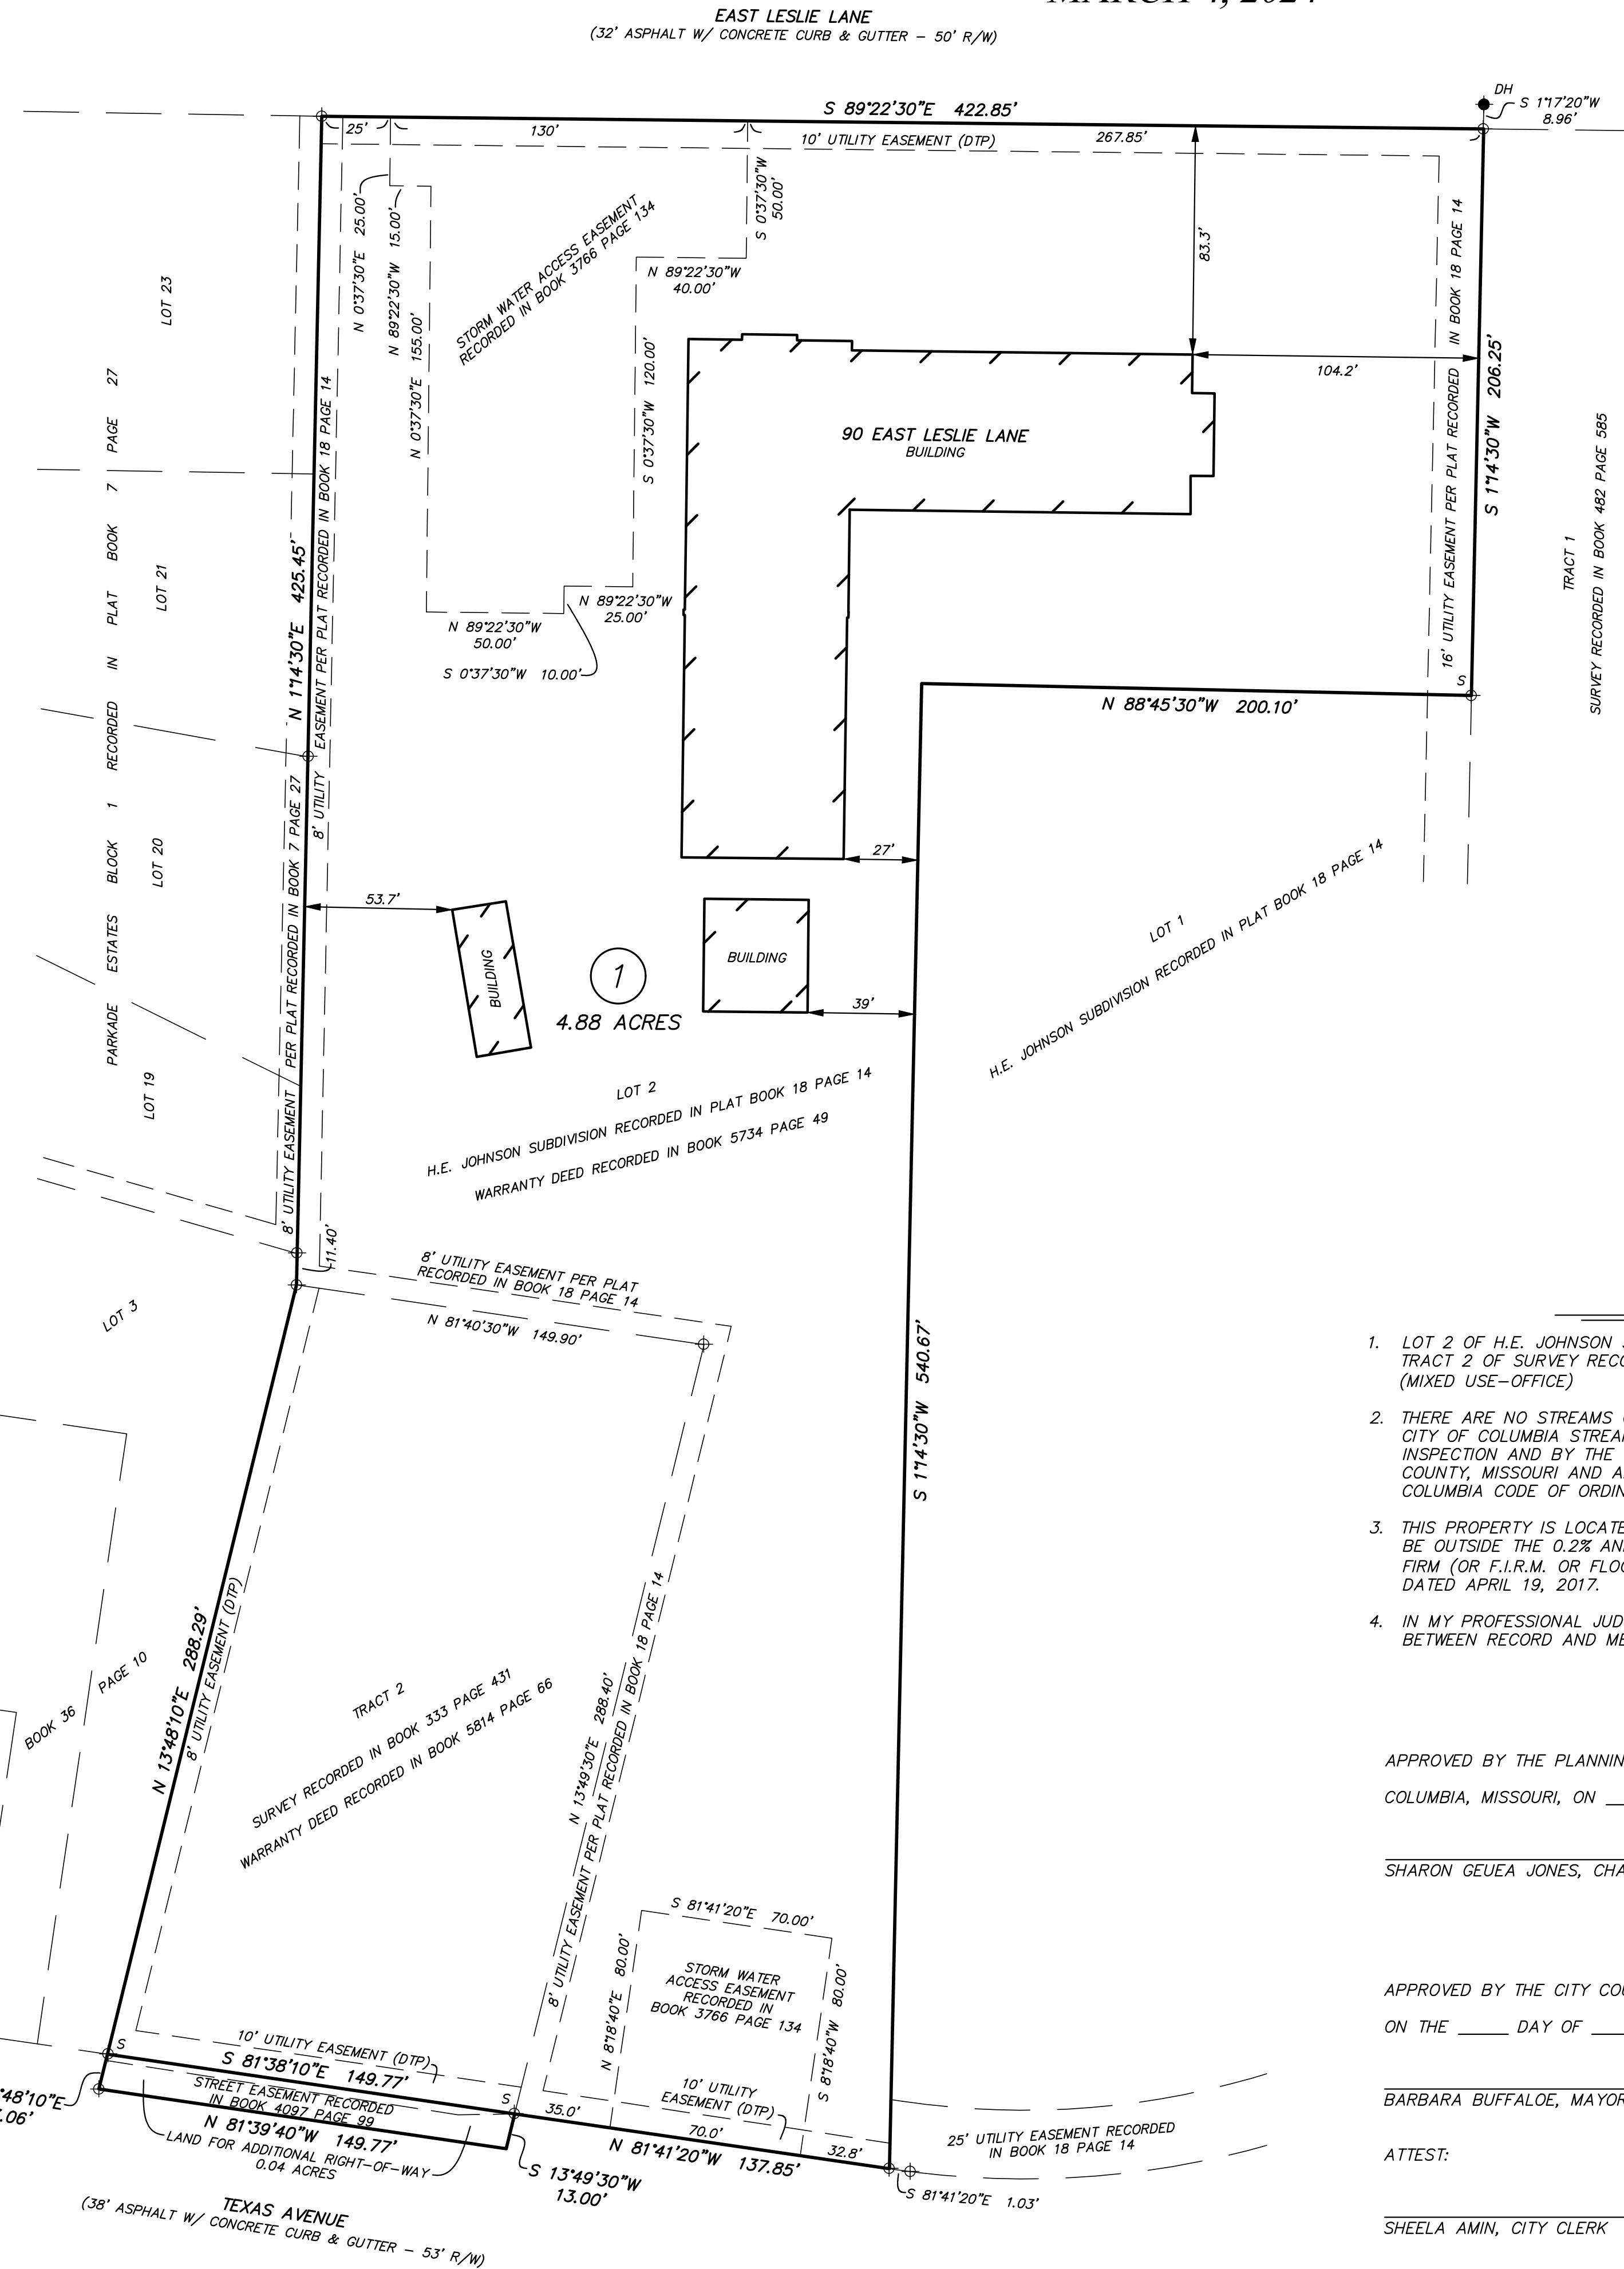 MARCH 4, 2024
EAST LESLIE LANE
(32' ASPHALT W/ CONCRETE CURB & GUTTER – 50' R/W)
DH
S 1°17'20"W
8.96'
S 89°22'30"E 422.85'
25'
130'
10' UTILITY EASEMENT (DTP)
267.85'
N 0°37'30"E 25.00'
N 89°22'30"W 15.00'
N 0°37'30"E 155.00'
STORM WATER ACCESS EASEMENT
RECORDED IN BOOK 3766 PAGE 134
S 0°37'30"W
50.00'
N 89°22'30"W
40.00'
S 0°37'30"W 120.00'
N 89°22'30"W
25.00'
N 89°22'30"W
50.00'
S 0°37'30"W 10.00'
83.3'
104.2'
90 EAST LESLIE LANE
BUILDING
16' UTILITY EASEMENT PER PLAT RECORDED IN BOOK 18 PAGE 14
S 1°14'30"W 206.25'
TRACT 1
SURVEY RECORDED IN BOOK 482 PAGE 585
S
N 88°45'30"W 200.10'
LOT 23
LOT 21
LOT 20
LOT 19
PARKADE ESTATES BLOCK 1 RECORDED IN PLAT BOOK 7 PAGE 27
N 1°14'30"E 425.45'
8' UTILITY EASEMENT PER PLAT RECORDED IN BOOK 18 PAGE 14
8' UTILITY EASEMENT PER PLAT RECORDED IN BOOK 7 PAGE 27
27'
53.7'
BUILDING
1
4.88 ACRES
BUILDING
39'
LOT 1
H.E. JOHNSON SUBDIVISION RECORDED IN PLAT BOOK 18 PAGE 14
LOT 2
H.E. JOHNSON SUBDIVISION RECORDED IN PLAT BOOK 18 PAGE 14
WARRANTY DEED RECORDED IN BOOK 5734 PAGE 49
11.40'
8' UTILITY EASEMENT PER PLAT
RECORDED IN BOOK 18 PAGE 14
N 81°40'30"W 149.90'
LOT 3
S 1°14'30"W 540.67'
1. LOT 2 OF H.E. JOHNSON
TRACT 2 OF SURVEY
(MIXED USE–OFFICE)
2. THERE ARE NO STREAMS
CITY OF COLUMBIA
INSPECTION AND BY THE
COUNTY, MISSOURI AND
COLUMBIA CODE OF
3. THIS PROPERTY IS
BE OUTSIDE THE 0.2%
FIRM (OR F.I.R.M. OR
DATED APRIL 19, 2017.
4. IN MY PROFESSIONAL
BETWEEN RECORD AND
BOOK 36 PAGE 10
N 13°48'10"E 288.29'
8' UTILITY EASEMENT (DTP)
TRACT 2
SURVEY RECORDED IN BOOK 333 PAGE 431
WARRANTY DEED RECORDED IN BOOK 5814 PAGE 66
N 13°49'30"E 288.40'
8' UTILITY EASEMENT PER PLAT RECORDED IN BOOK 18 PAGE 14
APPROVED BY THE
COLUMBIA, MISSOURI, ON
SHARON GEUEA JONES,
S 81°41'20"E 70.00'
N 8°18'40"E 80.00'
STORM WATER
ACCESS EASEMENT
RECORDED IN
BOOK 3766 PAGE 134
S 8°18'40"W 80.00'
APPROVED BY THE CITY
ON THE DAY OF
S
10' UTILITY EASEMENT (DTP)
S 81°38'10"E 149.77'
S
STREET EASEMENT RECORDED
IN BOOK 4097 PAGE 99
N 81°39'40"W 149.77'
LAND FOR ADDITIONAL RIGHT–OF–WAY
0.04 ACRES
35.0'
10' UTILITY
EASEMENT (DTP)
70.0'
32.8'
N 81°41'20"W 137.85'
S 13°49'30"W
13.00'
25' UTILITY EASEMENT RECORDED
IN BOOK 18 PAGE 14
S 81°41'20"E 1.03'
°48'10"E
.06'
BARBARA BUFFALOE, MAYOR
ATTEST:
SHEELA AMIN, CITY CLERK
TEXAS AVENUE
(38' ASPHALT W/ CONCRETE CURB & GUTTER – 53' R/W)